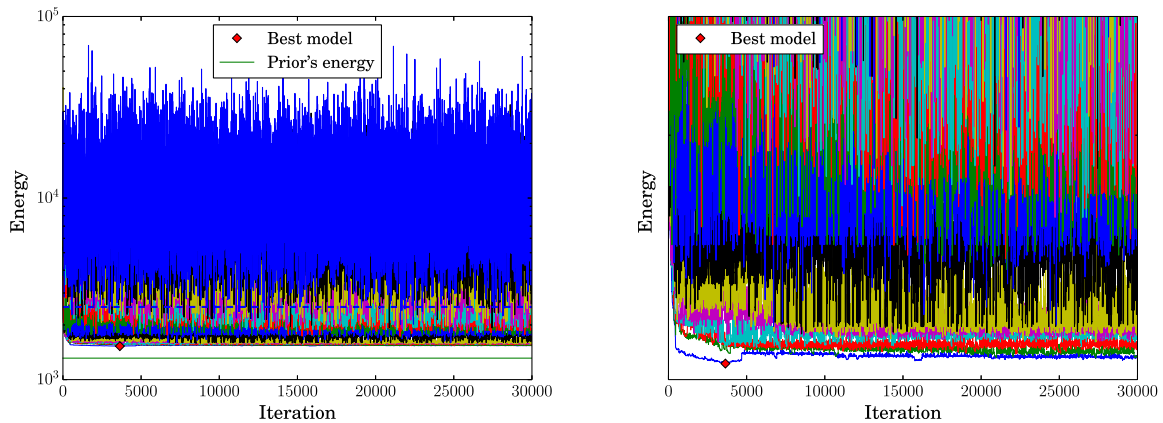 10^5
10^4
10^3
Energy
Best model
Prior's energy
0 5000 10000 15000 20000 25000 30000
Iteration
Energy
Best model
0 5000 10000 15000 20000 25000 30000
Iteration